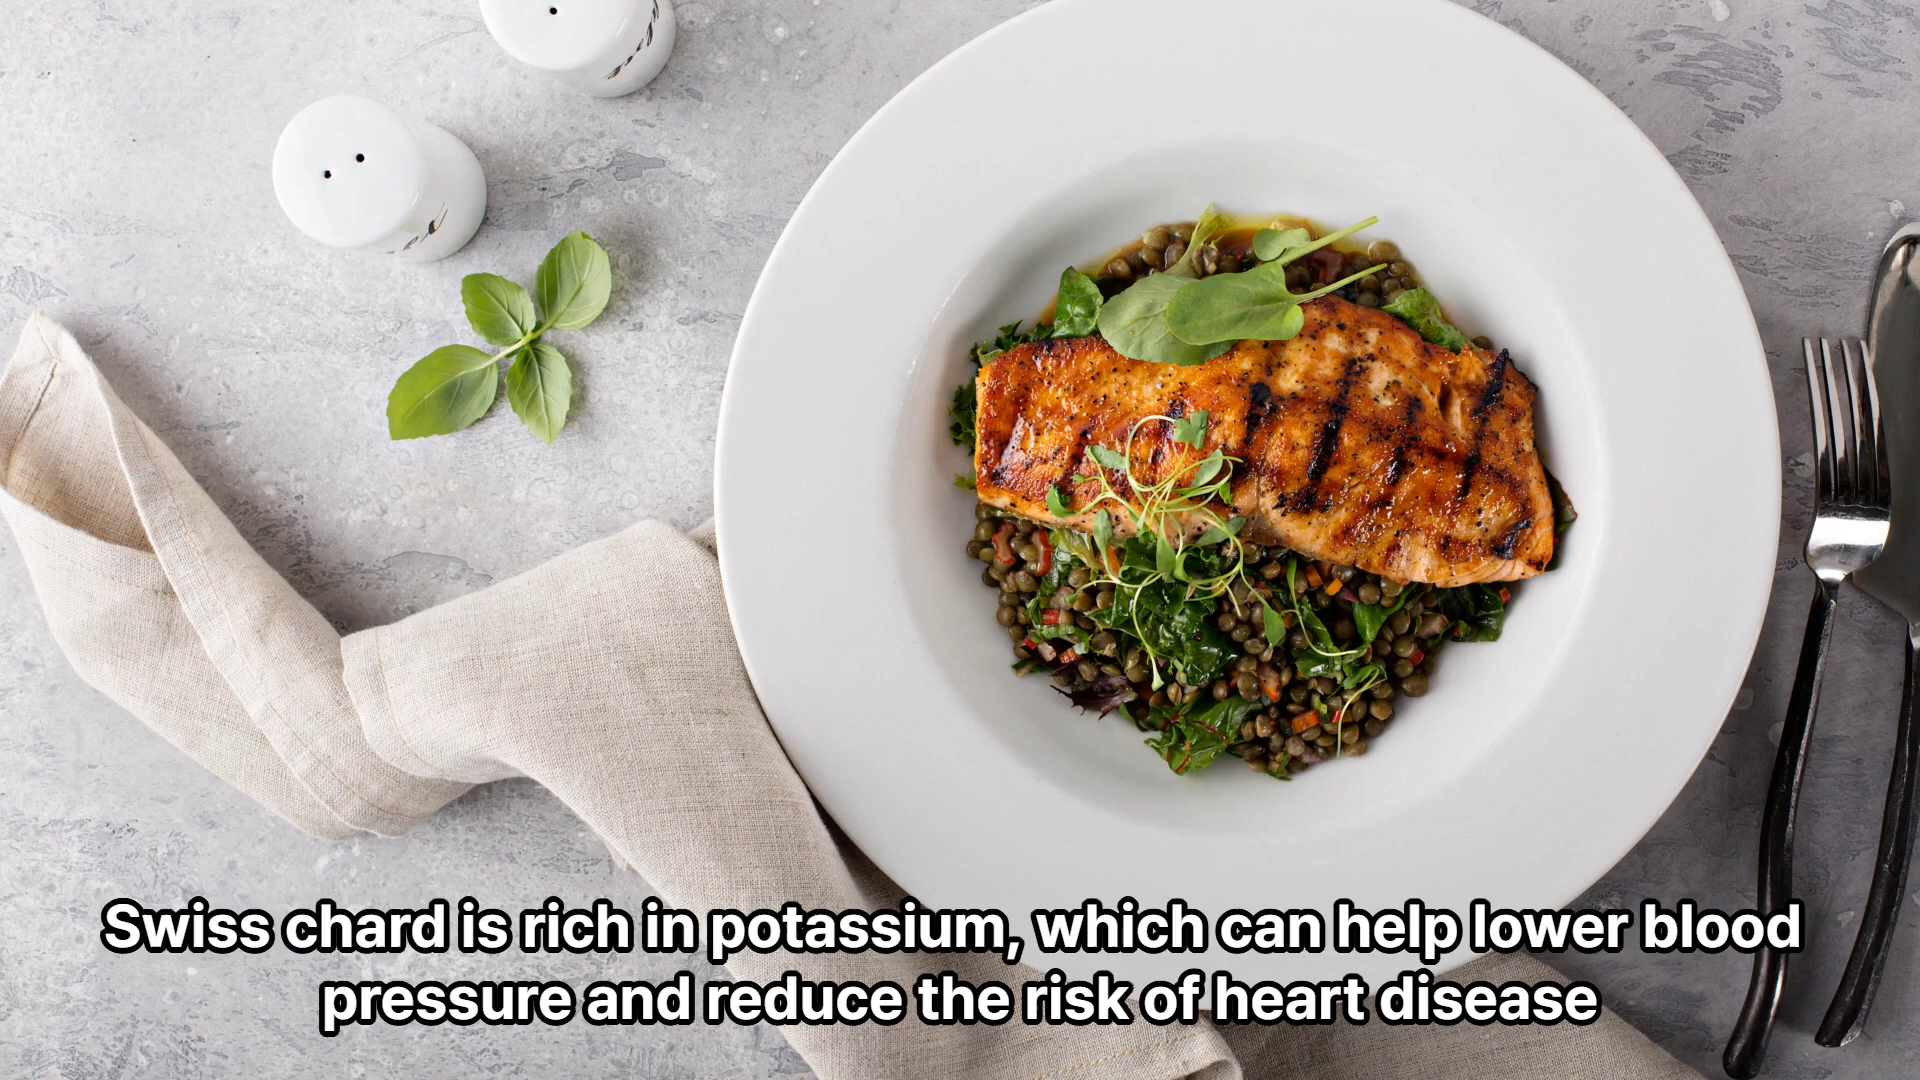 Swiss chard is rich in potassium, which can help lower blood
pressure and reduce the risk of heart disease